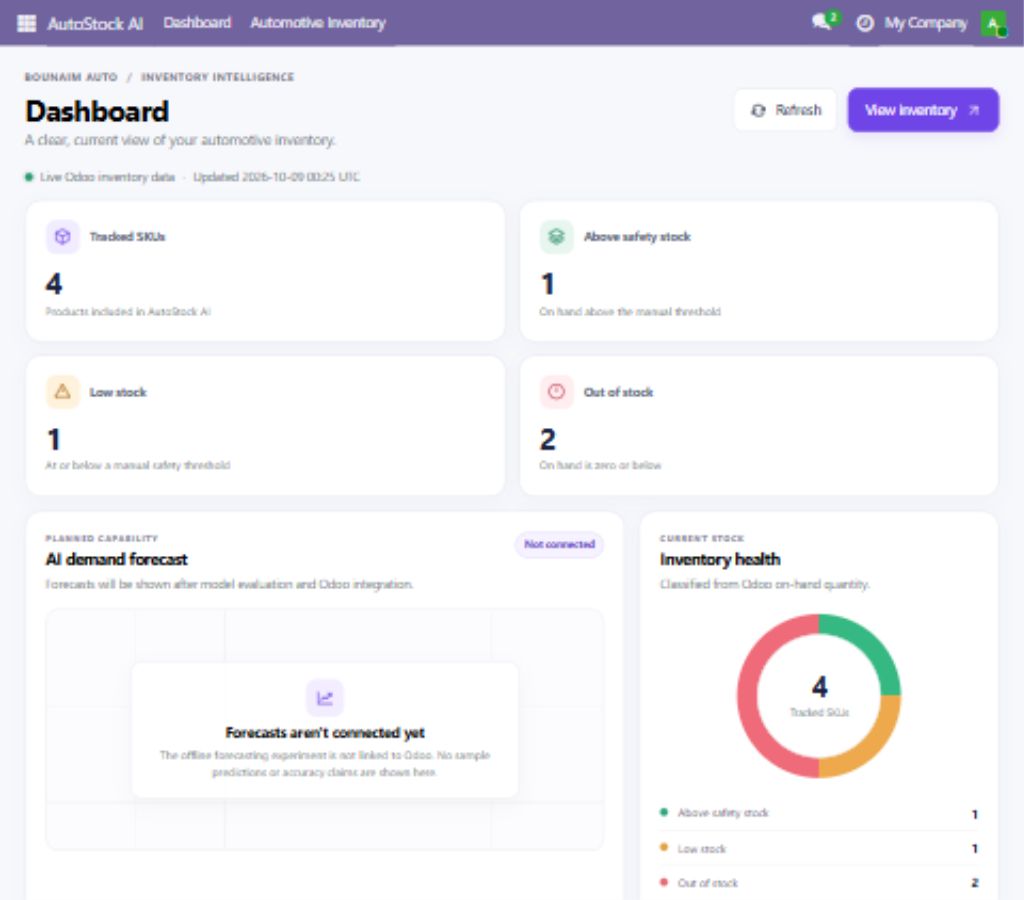 AutoStock AI Dashboard Automotive Inventory 2 My Company A
BOUNAIM AUTO / INVENTORY INTELLIGENCE
Dashboard
A clear, current view of your automotive inventory.
Refresh
View inventory
Live Odoo inventory data · Updated 2026-10-09 00:25 UTC
Tracked SKUs
4
Products included in AutoStock AI
Above safety stock
1
On hand above the manual threshold
Low stock
1
At or below a manual safety threshold
Out of stock
2
On hand is zero or below
PLANNED CAPABILITY
AI demand forecast
Not connected
Forecasts will be shown after model evaluation and Odoo integration.
Forecasts aren't connected yet
The offline forecasting experiment is not linked to Odoo. No sample
predictions or accuracy claims are shown here.
CURRENT STOCK
Inventory health
Classified from Odoo on-hand quantity.
4
Tracked SKUs
Above safety stock 1
Low stock 1
Out of stock 2